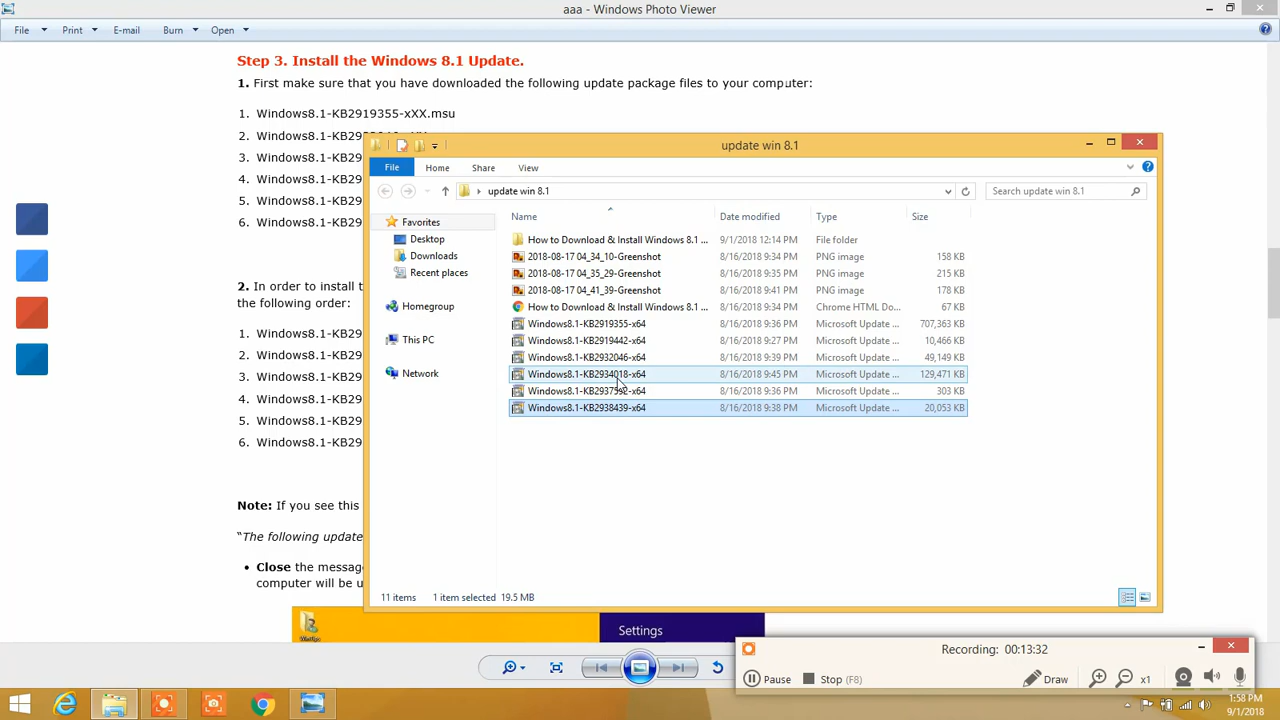 aaa - Windows Photo Viewer
File Print E-mail Burn Open
Step 3. Install the Windows 8.1 Update.
1. First make sure that you have downloaded the following update package files to your computer:
1. Windows8.1-KB2919355-xXX.msu
2. Windows8.1-
3. Windows8.1-KB29
4. Windows8.1-KB29
5. Windows8.1-KB29
6. Windows8.1-KB29
2. In order to install t
the following order:
1. Windows8.1-KB29
2. Windows8.1-KB29
3. Windows8.1-KB29
4. Windows8.1-KB29
5. Windows8.1-KB29
6. Windows8.1-KB29
Note: If you see this
"The following update
• Close the messag
computer will be u
Settings
update win 8.1
File Home Share View
update win 8.1
Search update win 8.1
Name Date modified Type Size
Favorites
Desktop
Downloads
Recent places
Homegroup
This PC
Network
How to Download & Install Windows 8.1 ... 9/1/2018 12:14 PM File folder
2018-08-17 04_34_10-Greenshot 8/16/2018 9:34 PM PNG image 158 KB
2018-08-17 04_35_29-Greenshot 8/16/2018 9:35 PM PNG image 215 KB
2018-08-17 04_41_39-Greenshot 8/16/2018 9:41 PM PNG image 178 KB
How to Download & Install Windows 8.1 ... 8/16/2018 9:34 PM Chrome HTML Do... 67 KB
Windows8.1-KB2919355-x64 8/16/2018 9:36 PM Microsoft Update ... 707,363 KB
Windows8.1-KB2919442-x64 8/16/2018 9:27 PM Microsoft Update ... 10,466 KB
Windows8.1-KB2932046-x64 8/16/2018 9:39 PM Microsoft Update ... 49,149 KB
Windows8.1-KB2934018-x64 8/16/2018 9:45 PM Microsoft Update ... 129,471 KB
Windows8.1-KB2937592-x64 8/16/2018 9:36 PM Microsoft Update ... 303 KB
Windows8.1-KB2938439-x64 8/16/2018 9:38 PM Microsoft Update ... 20,053 KB
11 items 1 item selected 19.5 MB
Recording: 00:13:32
Pause Stop (F8) Draw x1
1:58 PM
9/1/2018